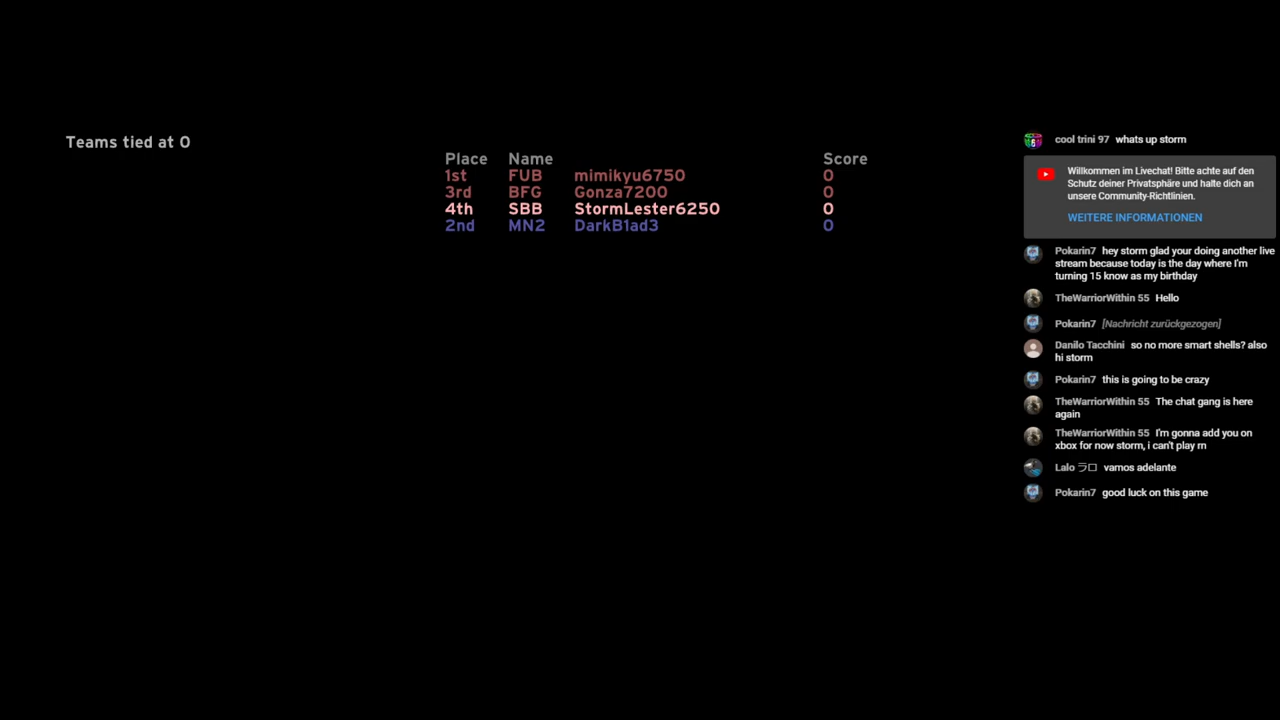 Teams tied at 0
Place Name Score
1st FUB mimikyu6750 0
3rd BFG Gonza7200 0
4th SBB StormLester6250 0
2nd MN2 DarkB1ad3 0
cool trini 97 whats up storm
Willkommen im Livechat! Bitte achte auf den
Schutz deiner Privatsphäre und halte dich an
unsere Community-Richtlinien.
WEITERE INFORMATIONEN
Pokarin7 hey storm glad your doing another live
stream because today is the day where I'm
turning 15 know as my birthday
TheWarriorWithin 55 Hello
Pokarin7 [Nachricht zurückgezogen]
Danilo Tacchini so no more smart shells? also
hi storm
Pokarin7 this is going to be crazy
TheWarriorWithin 55 The chat gang is here
again
TheWarriorWithin 55 I'm gonna add you on
xbox for now storm, i can't play rn
Lalo ラロ vamos adelante
Pokarin7 good luck on this game